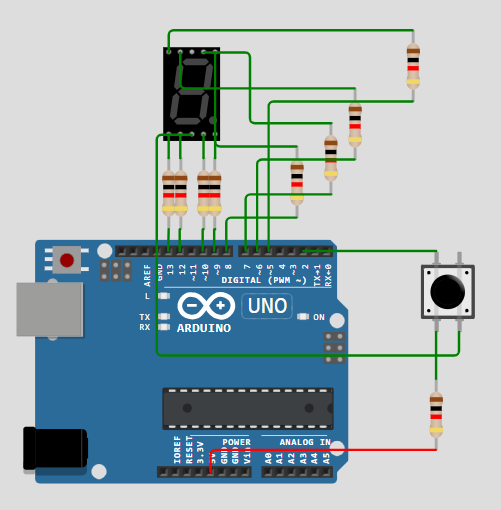 AREF
GND
13
12
~11
~10
~9
8
7
~6
~5
4
~3
2
TX→1
RX←0
DIGITAL (PWM ~)
L
TX
RX
UNO
ON
ARDUINO
IOREF
RESET
3.3V
5V
GND
GND
Vin
POWER
ANALOG IN
A0
A1
A2
A3
A4
A5